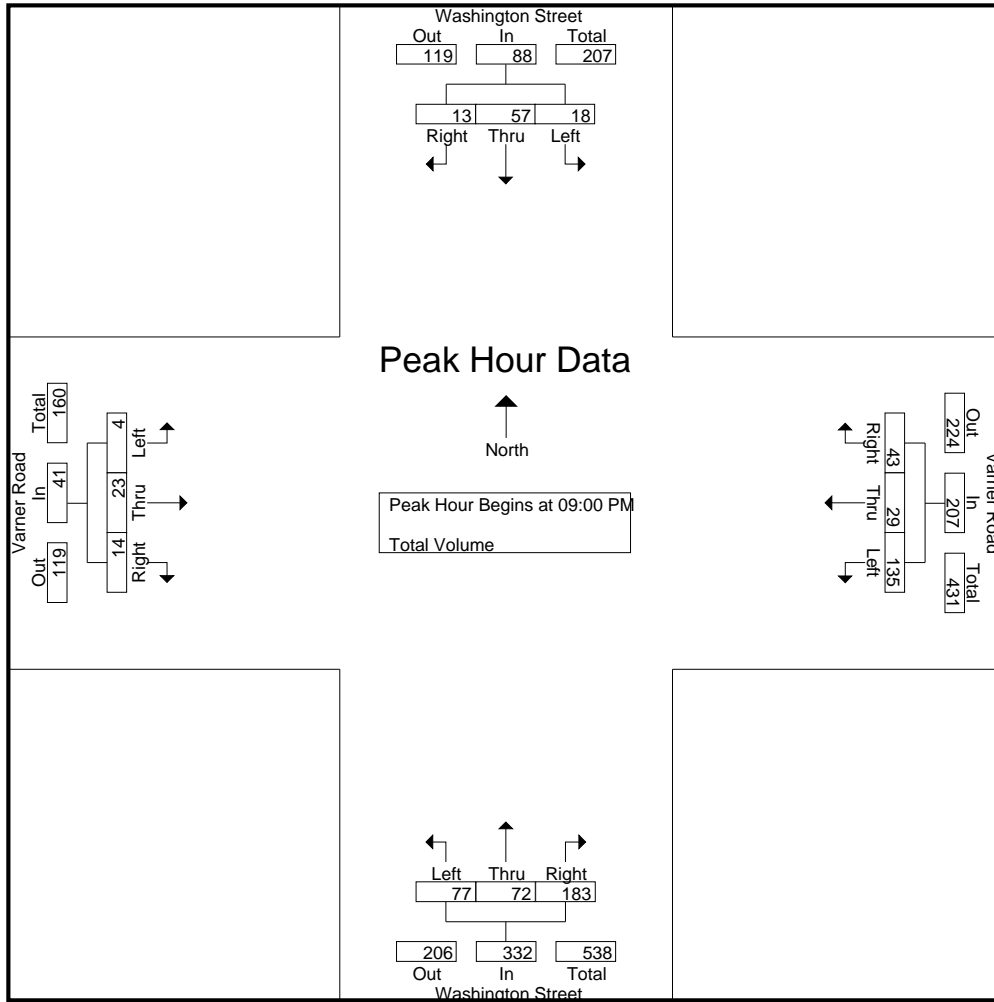 Washington Street
Out In Total
119 88 207
13 57 18
Right Thru Left
Peak Hour Data
North
Peak Hour Begins at 09:00 PM
Total Volume
Varner Road
Out In Total
119 41 160
14 23 4
Right Thru Left
Varner Road
Out In Total
224 207 431
43 29 135
Right Thru Left
Left Thru Right
77 72 183
206 332 538
Out In Total
Washington Street